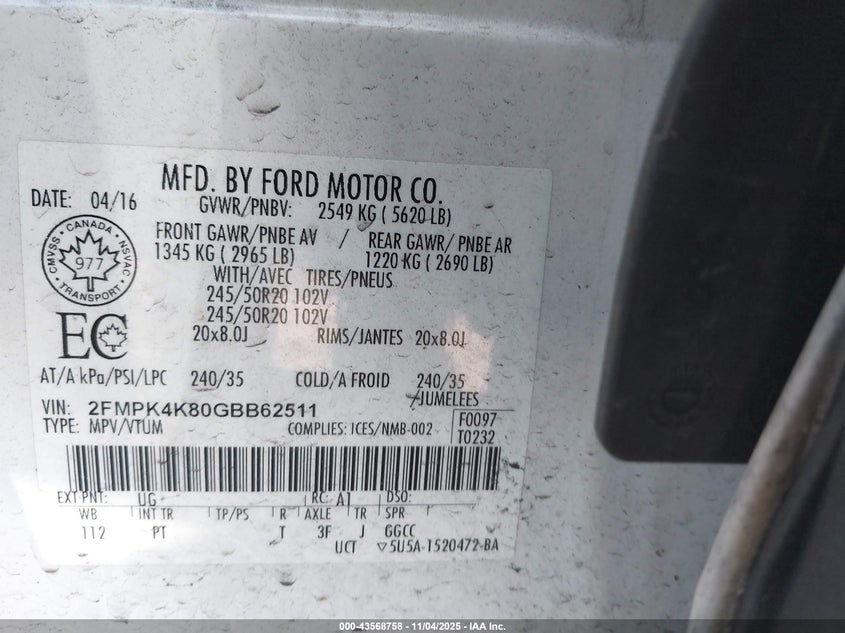 MFD. BY FORD MOTOR CO.
DATE: 04/16
GVWR/PNBV: 2549 KG ( 5620 LB)
FRONT GAWR/PNBE AV / REAR GAWR/ PNBE AR
1345 KG ( 2965 LB) 1220 KG ( 2690 LB)
WITH/AVEC TIRES/PNEUS
245/50R20 102V
245/50R20 102V
20x8.0J RIMS/JANTES 20x8.0J
CANADA
CMVSS NSVAC
977
TRANSPORT
EC
AT/A kPa/PSI/LPC 240/35 COLD/A FROID 240/35
/JUMELEES
VIN: 2FMPK4K80GBB62511
TYPE: MPV/VTUM COMPLIES: ICES/NMB-002
F0097
T0232
EXT PNT: UG RC: A1 DSO:
WB INT TR TP/PS R AXLE TR SPR
112 PT T 3F J GGCC
UCT ▽5U5A-1520472-BA
000-43568758 - 11/04/2025 - IAA Inc.